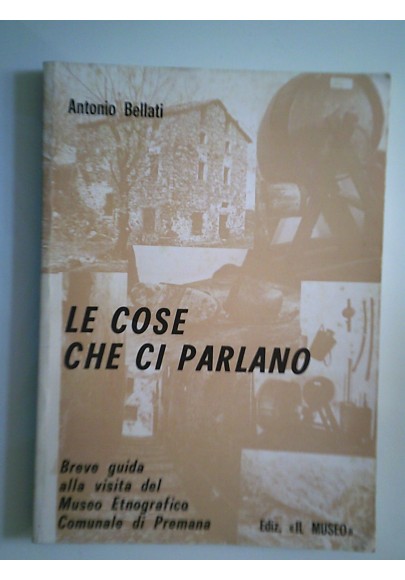 Antonio Bellati
LE COSE
CHE CI PARLANO
Breve guida
alla visita del
Museo Etnografico
Comunale di Premana
Ediz. «IL MUSEO»